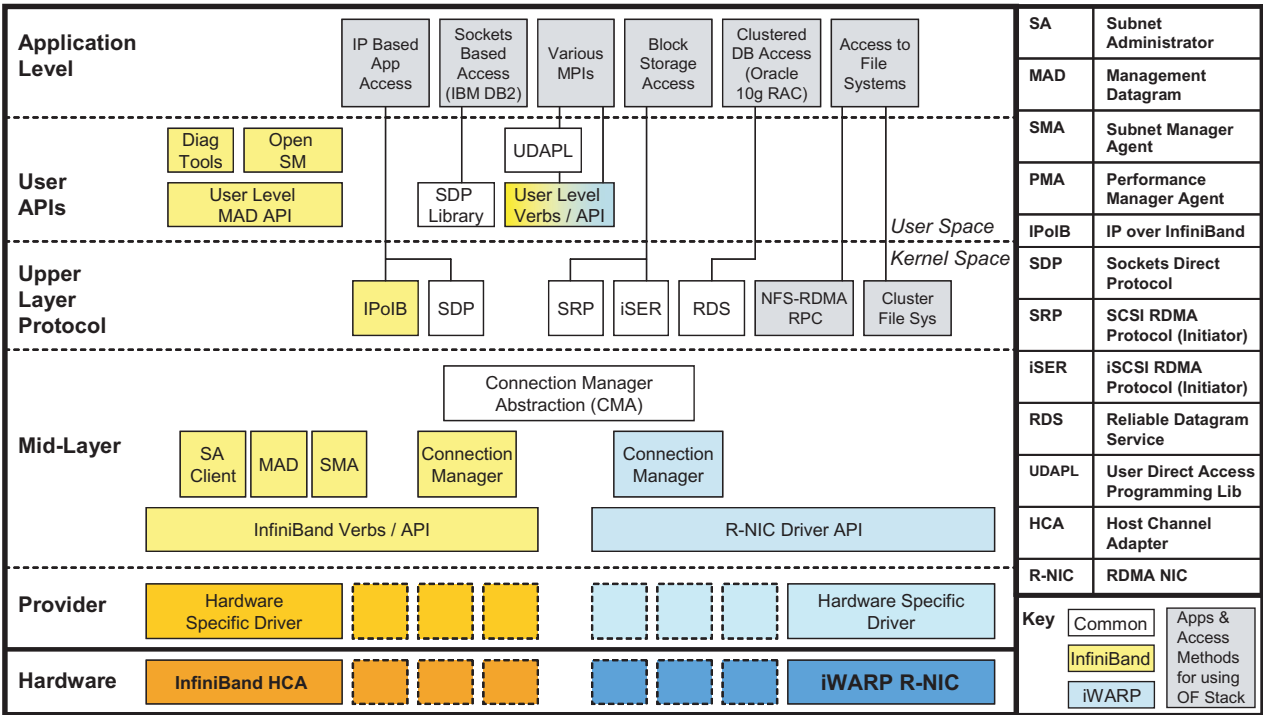 Application
Level
IP Based
App
Access
Sockets
Based
Access
(IBM DB2)
Various
MPIs
Block
Storage
Access
Clustered
DB Access
(Oracle
10g RAC)
Access to
File
Systems
User
APIs
Diag
Tools
Open
SM
User Level
MAD API
SDP
Library
UDAPL
User Level
Verbs / API
User Space
Kernel Space
Upper
Layer
Protocol
IPoIB
SDP
SRP
iSER
RDS
NFS-RDMA
RPC
Cluster
File Sys
Mid-Layer
Connection Manager
Abstraction (CMA)
SA
Client
MAD
SMA
Connection
Manager
Connection
Manager
InfiniBand Verbs / API
R-NIC Driver API
Provider
Hardware
Specific Driver
Hardware Specific
Driver
Hardware
InfiniBand HCA
iWARP R-NIC
SA
Subnet
Administrator
MAD
Management
Datagram
SMA
Subnet Manager
Agent
PMA
Performance
Manager Agent
IPoIB
IP over InfiniBand
SDP
Sockets Direct
Protocol
SRP
SCSI RDMA
Protocol (Initiator)
iSER
iSCSI RDMA
Protocol (Initiator)
RDS
Reliable Datagram
Service
UDAPL
User Direct Access
Programming Lib
HCA
Host Channel
Adapter
R-NIC
RDMA NIC
Key
Common
InfiniBand
iWARP
Apps &
Access
Methods
for using
OF Stack